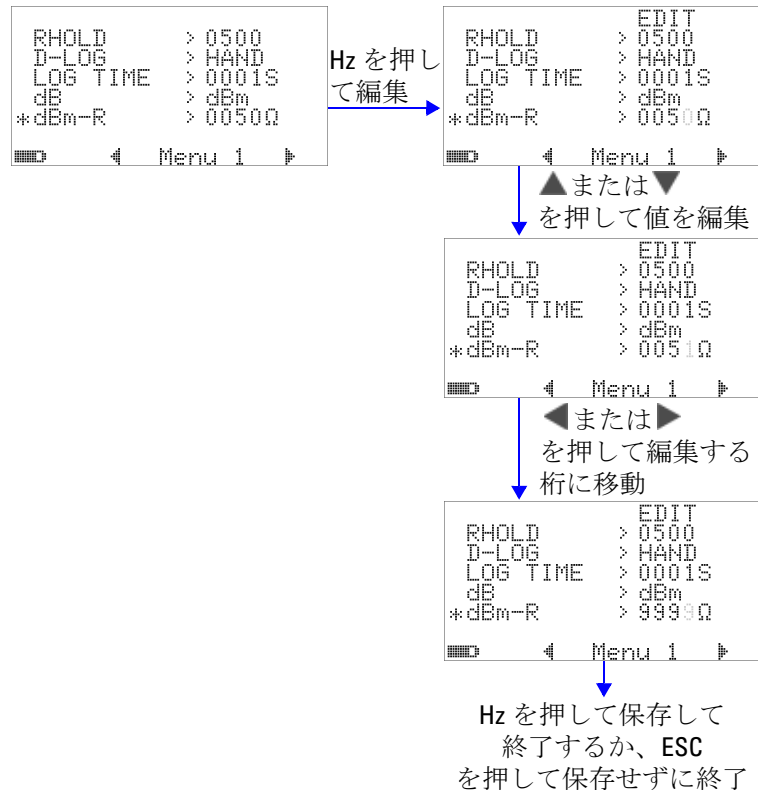 RHOLD > 0500
D-LOG > HAND
LOG TIME > 0001S
dB > dBm
*dBm-R > 0050Ω
Menu 1
Hz を押し
て編集
EDIT
RHOLD > 0500
D-LOG > HAND
LOG TIME > 0001S
dB > dBm
*dBm-R > 0050Ω
Menu 1
▲または▼
を押して値を編集
EDIT
RHOLD > 0500
D-LOG > HAND
LOG TIME > 0001S
dB > dBm
*dBm-R > 0051Ω
Menu 1
◀または▶
を押して編集する
桁に移動
EDIT
RHOLD > 0500
D-LOG > HAND
LOG TIME > 0001S
dB > dBm
*dBm-R > 9999Ω
Menu 1
Hz を押して保存して
終了するか、ESC
を押して保存せずに終了